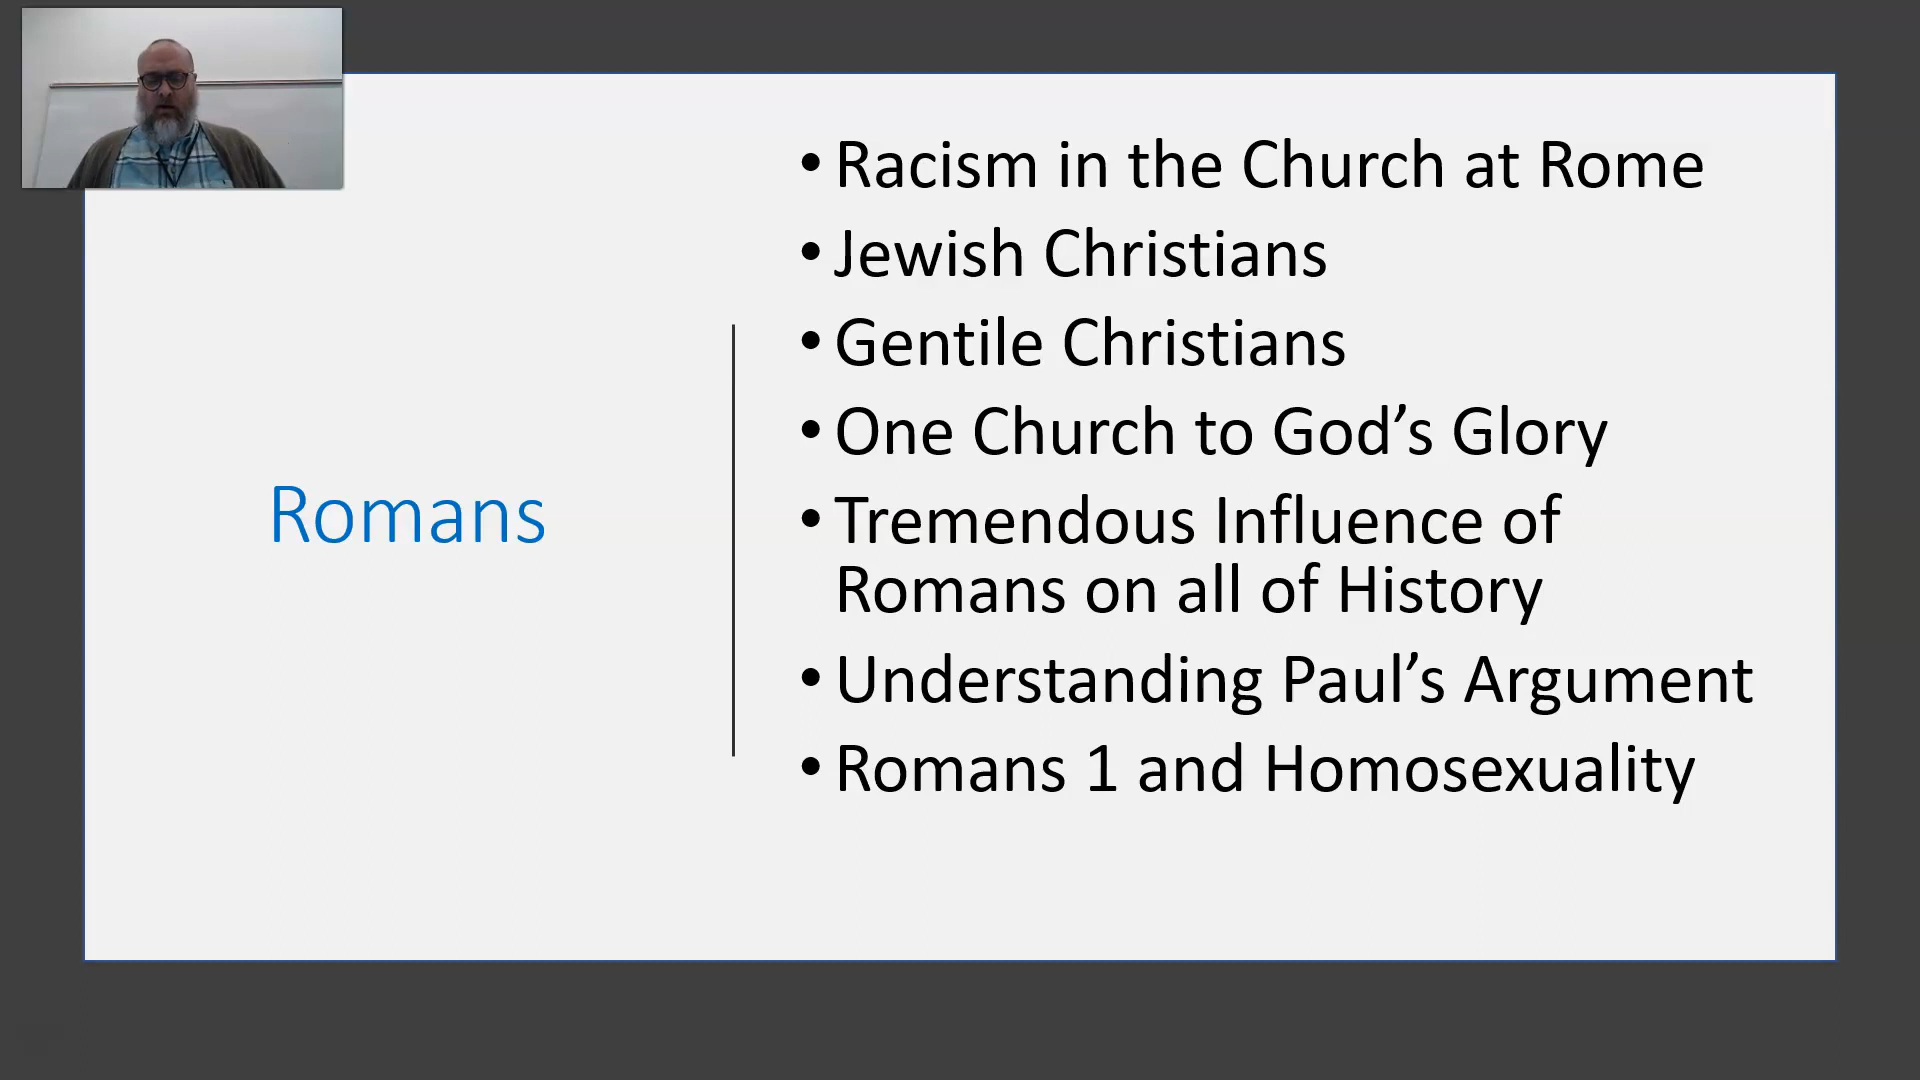 Romans
• Racism in the Church at Rome
• Jewish Christians
• Gentile Christians
• One Church to God’s Glory
• Tremendous Influence of
Romans on all of History
• Understanding Paul’s Argument
• Romans 1 and Homosexuality